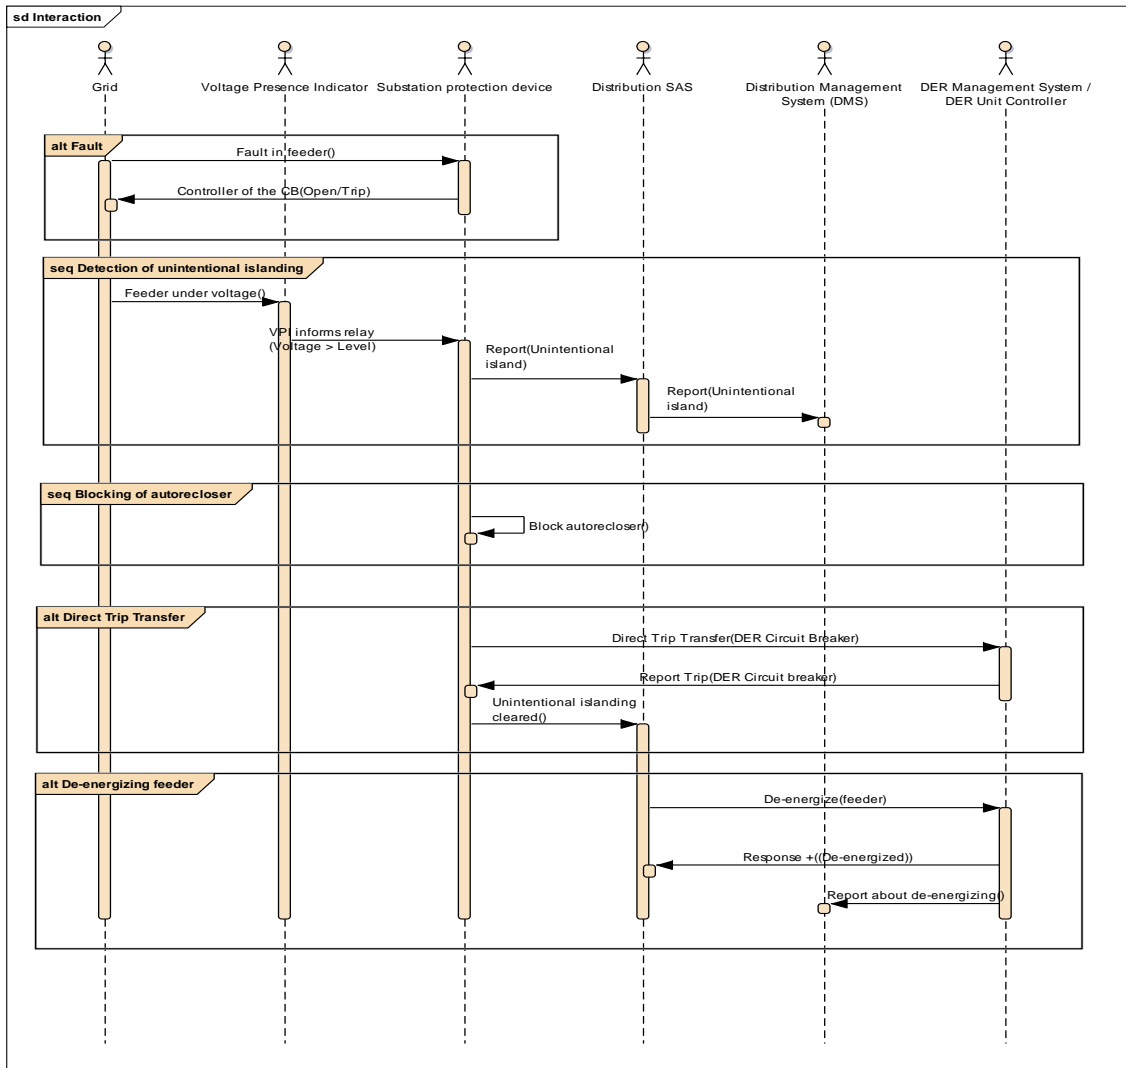 sd Interaction
Grid
Voltage Presence Indicator
Substation protection device
Distribution SAS
Distribution Management
System (DMS)
DER Management System /
DER Unit Controller
alt Fault
Fault in feeder()
Controller of the CB(Open/Trip)
seq Detection of unintentional islanding
Feeder under voltage()
VPI informs relay
(Voltage > Level)
Report(Unintentional
island)
Report(Unintentional
island)
seq Blocking of autorecloser
Block autorecloser()
alt Direct Trip Transfer
Direct Trip Transfer(DER Circuit Breaker)
Report Trip(DER Circuit breaker)
Unintentional islanding
cleared()
alt De-energizing feeder
De-energize(feeder)
Response +((De-energized))
Report about de-energizing()